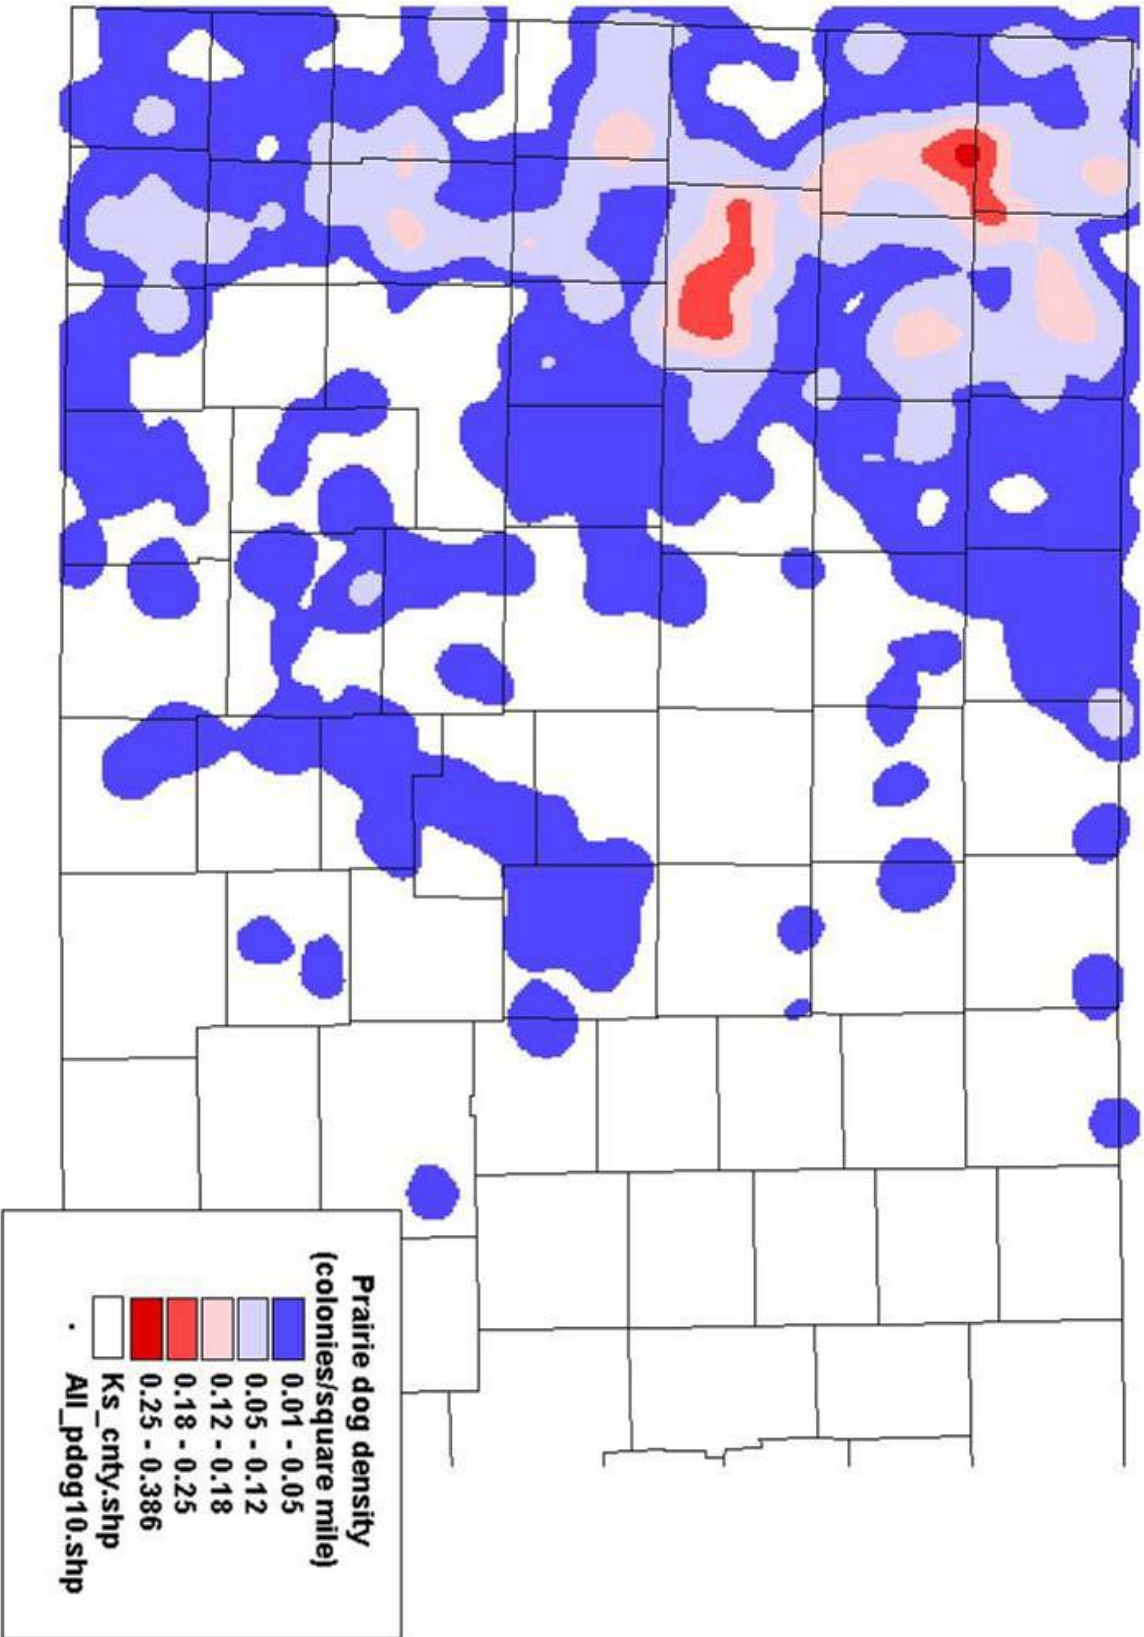 Prairie dog density
(colonies/square mile)
0.01 - 0.05
0.05 - 0.12
0.12 - 0.18
0.18 - 0.25
0.25 - 0.386
Ks_cnty.shp
All_pdog10.shp